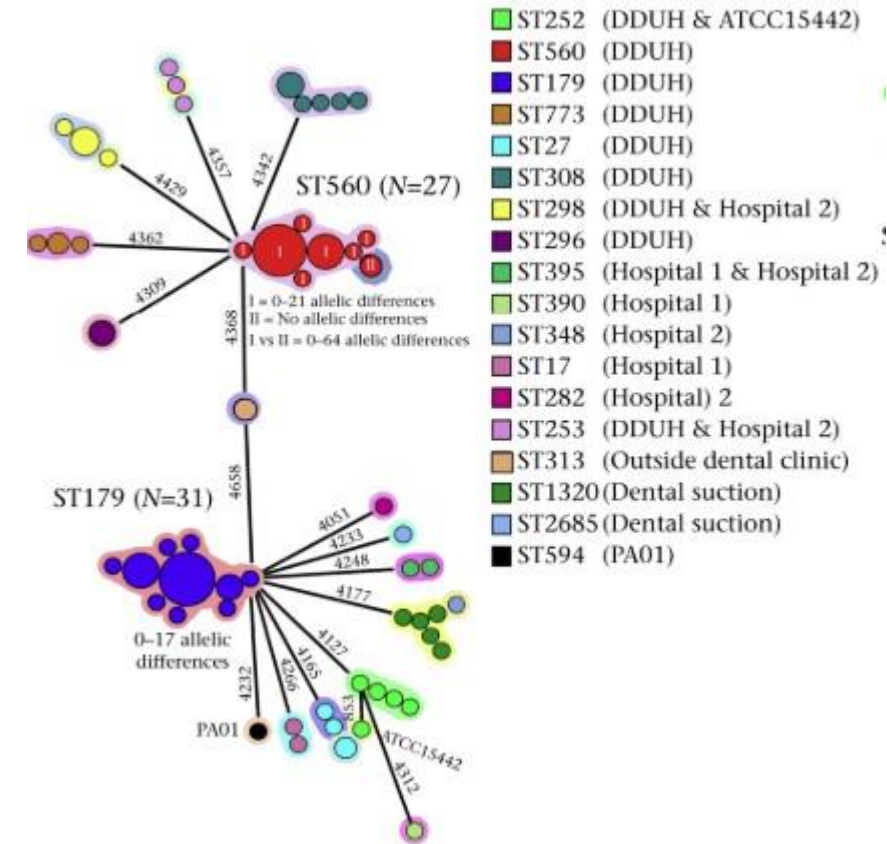 ST252 (DDUH & ATCC15442)
ST560 (DDUH)
ST179 (DDUH)
ST773 (DDUH)
ST27 (DDUH)
ST308 (DDUH)
ST298 (DDUH & Hospital 2)
ST296 (DDUH)
ST395 (Hospital 1 & Hospital 2)
ST390 (Hospital 1)
ST348 (Hospital 2)
ST17 (Hospital 1)
ST282 (Hospital) 2
ST253 (DDUH & Hospital 2)
ST313 (Outside dental clinic)
ST1320 (Dental suction)
ST2685 (Dental suction)
ST594 (PA01)
4357
4342
4429
ST560 (N=27)
4362
I
I
I
I
I
I
I
II
4309
I = 0–21 allelic differences
II = No allelic differences
I vs II = 0–64 allelic differences
4368
4658
ST179 (N=31)
4051
4233
4248
4177
0–17 allelic
differences
4127
4165
4266
4232
853
PA01
ATCC15442
4312